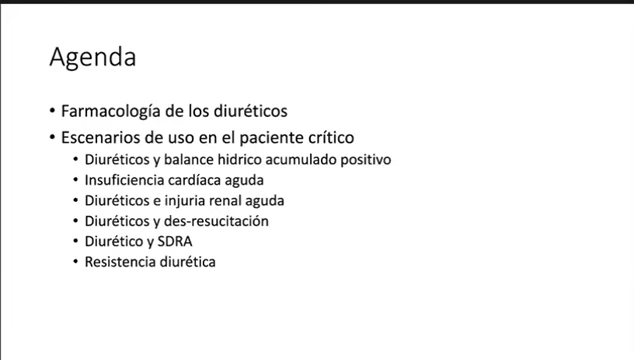 Agenda
• Farmacología de los diuréticos
• Escenarios de uso en el paciente crítico
• Diuréticos y balance hidrico acumulado positivo
• Insuficiencia cardíaca aguda
• Diuréticos e injuria renal aguda
• Diuréticos y des-resucitación
• Diurético y SDRA
• Resistencia diurética